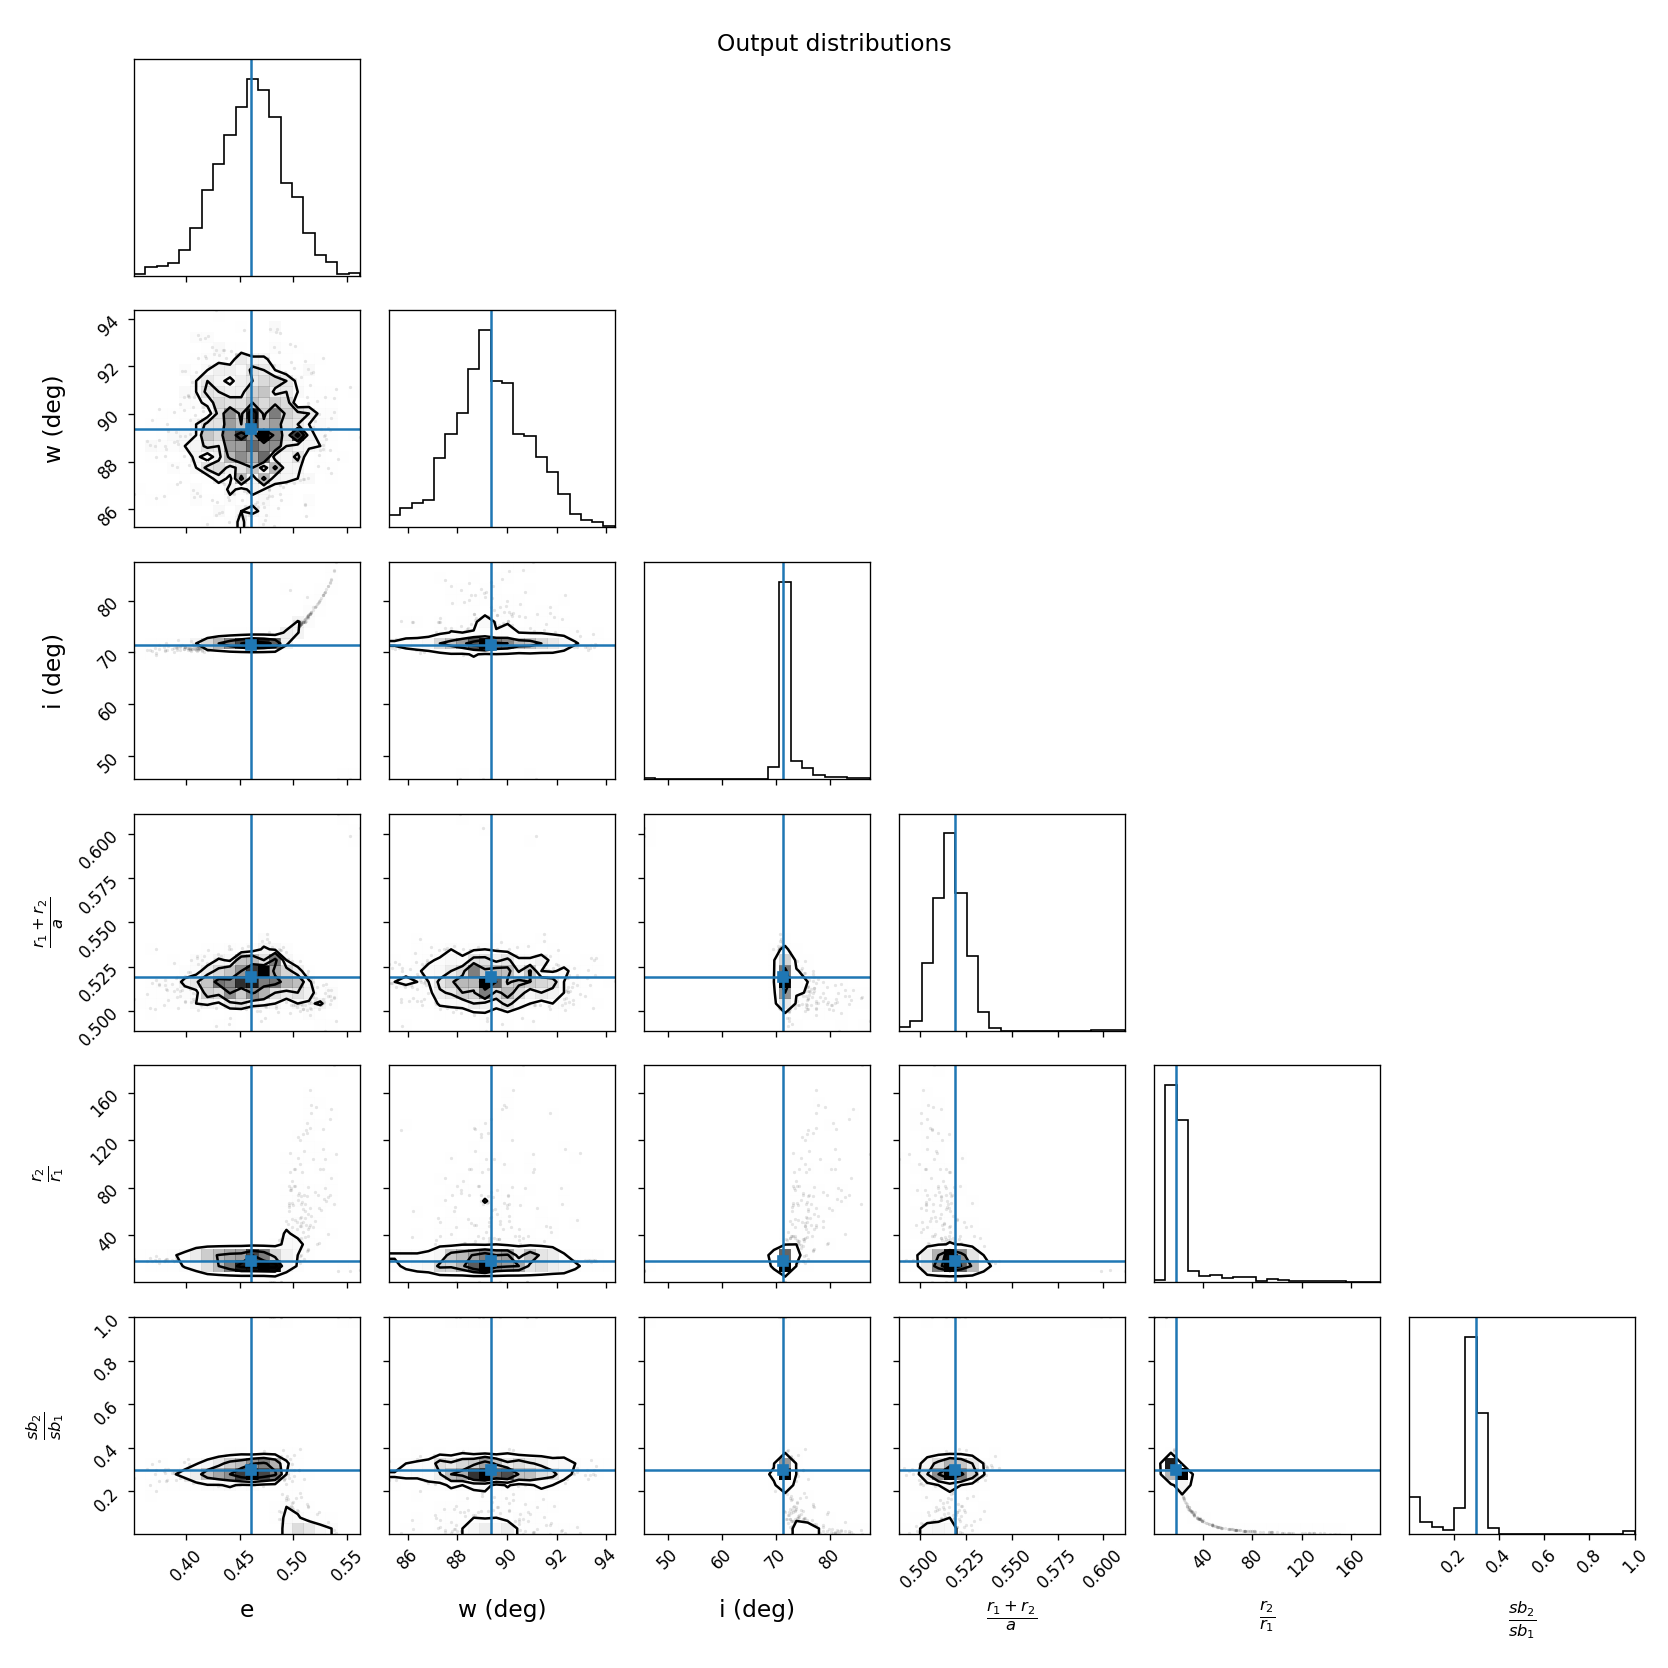 Output distributions
94
92
90
88
86
w (deg)
80
70
60
50
i (deg)
0.600
0.575
0.550
0.525
0.500
r1 + r2
a
160
120
80
40
r2
r1
1.0
0.8
0.6
0.4
0.2
sb2
sb1
0.40 0.45 0.50 0.55 86 88 90 92 94 50 60 70 80 0.500 0.525 0.550 0.575 0.600 40 80 120 160 0.2 0.4 0.6 0.8 1.0
e w (deg) i (deg)
r1 + r2
a
r2
r1
sb2
sb1